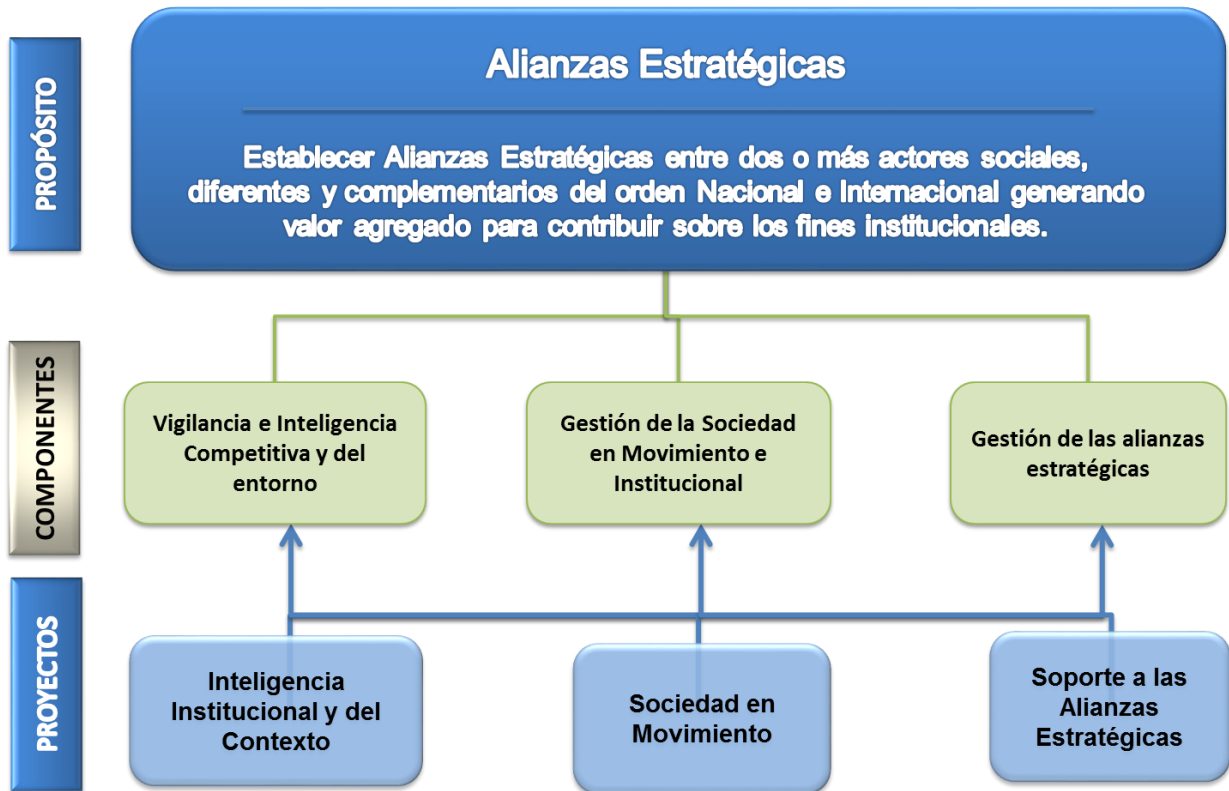 PROPÓSITO
Alianzas Estratégicas
Establecer Alianzas Estratégicas entre dos o más actores sociales,
diferentes y complementarios del orden Nacional e Internacional generando
valor agregado para contribuir sobre los fines institucionales.
COMPONENTES
Vigilancia e Inteligencia
Competitiva y del
entorno
Gestión de la Sociedad
en Movimiento e
Institucional
Gestión de las alianzas
estratégicas
PROYECTOS
Inteligencia
Institucional y del
Contexto
Sociedad en
Movimiento
Soporte a las
Alianzas
Estratégicas